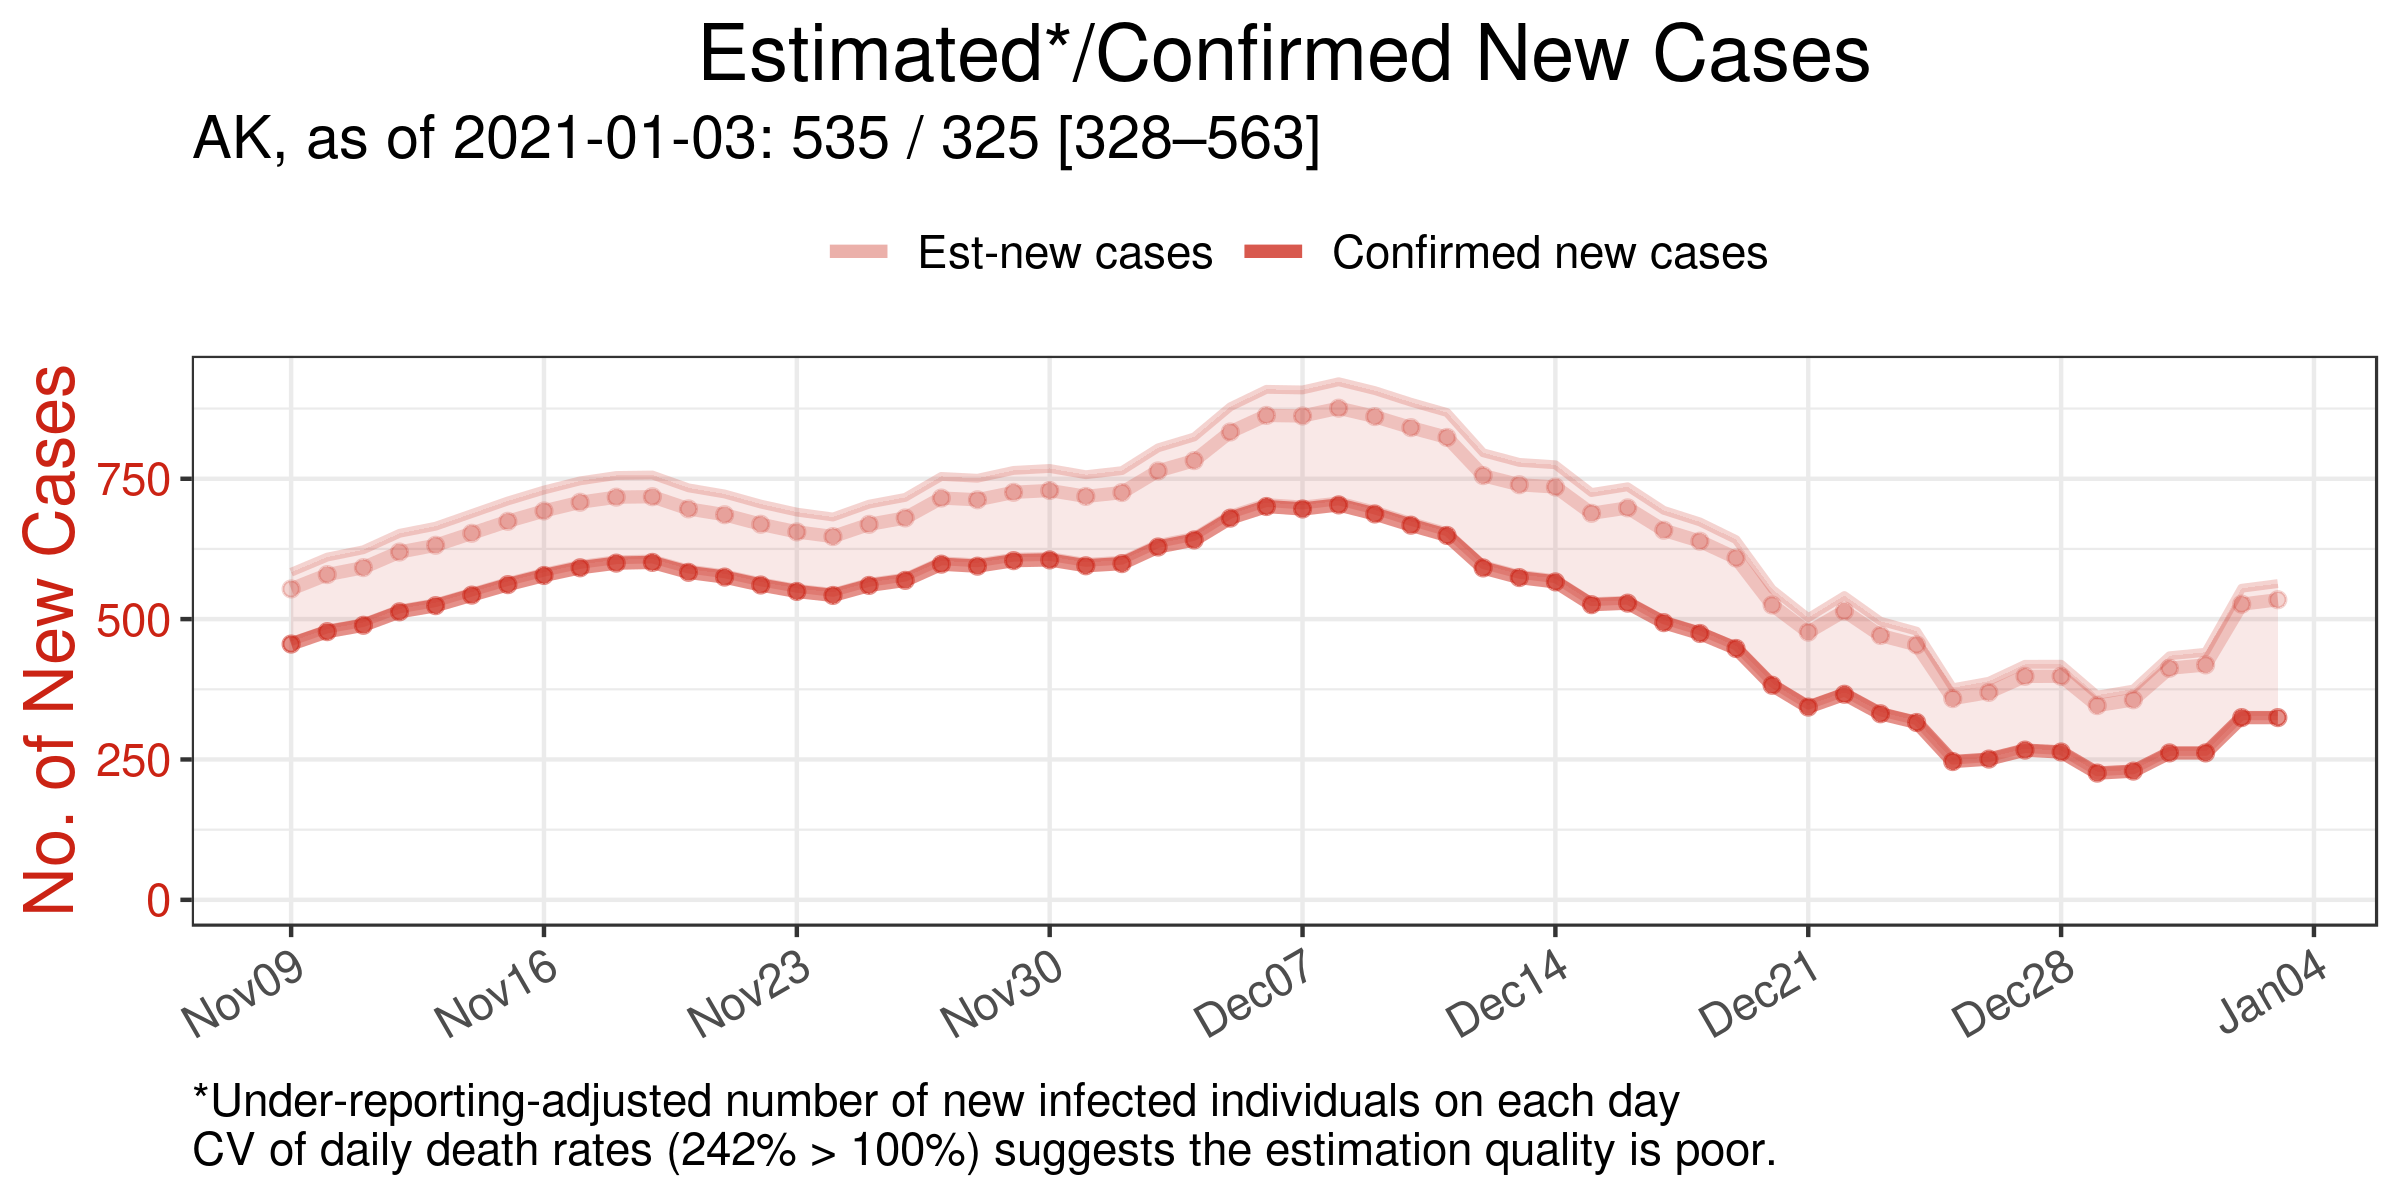 Estimated*/Confirmed New Cases
AK, as of 2021-01-03: 535 / 325 [328–563]
Est-new cases
Confirmed new cases
No. of New Cases
750
500
250
0
Nov09
Nov16
Nov23
Nov30
Dec07
Dec14
Dec21
Dec28
Jan04
*Under-reporting-adjusted number of new infected individuals on each day
CV of daily death rates (242% > 100%) suggests the estimation quality is poor.